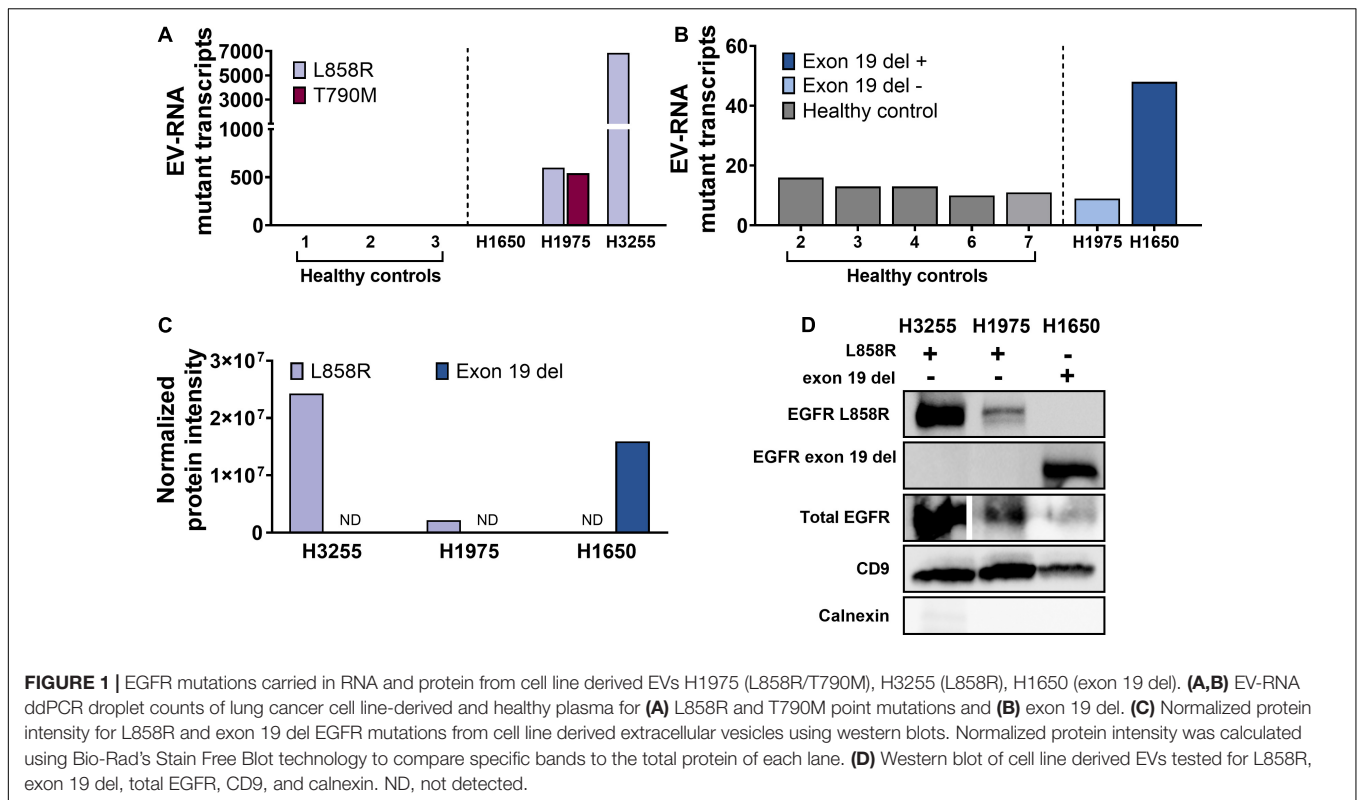 A
EV-RNA
mutant transcripts
7000
5000
3000
1000
500
0
L858R
T790M
1 2 3 H1650 H1975 H3255
Healthy controls
B
EV-RNA
mutant transcripts
60
40
20
0
Exon 19 del +
Exon 19 del -
Healthy control
2 3 4 6 7 H1975 H1650
Healthy controls
C
Normalized
protein intensity
3×10⁷
2×10⁷
1×10⁷
0
L858R
Exon 19 del
ND ND ND
H3255 H1975 H1650
D
H3255 H1975 H1650
L858R + + -
exon 19 del - - +
EGFR L858R
EGFR exon 19 del
Total EGFR
CD9
Calnexin
FIGURE 1 | EGFR mutations carried in RNA and protein from cell line derived EVs H1975 (L858R/T790M), H3255 (L858R), H1650 (exon 19 del). (A,B) EV-RNA
ddPCR droplet counts of lung cancer cell line-derived and healthy plasma for (A) L858R and T790M point mutations and (B) exon 19 del. (C) Normalized protein
intensity for L858R and exon 19 del EGFR mutations from cell line derived extracellular vesicles using western blots. Normalized protein intensity was calculated
using Bio-Rad's Stain Free Blot technology to compare specific bands to the total protein of each lane. (D) Western blot of cell line derived EVs tested for L858R,
exon 19 del, total EGFR, CD9, and calnexin. ND, not detected.